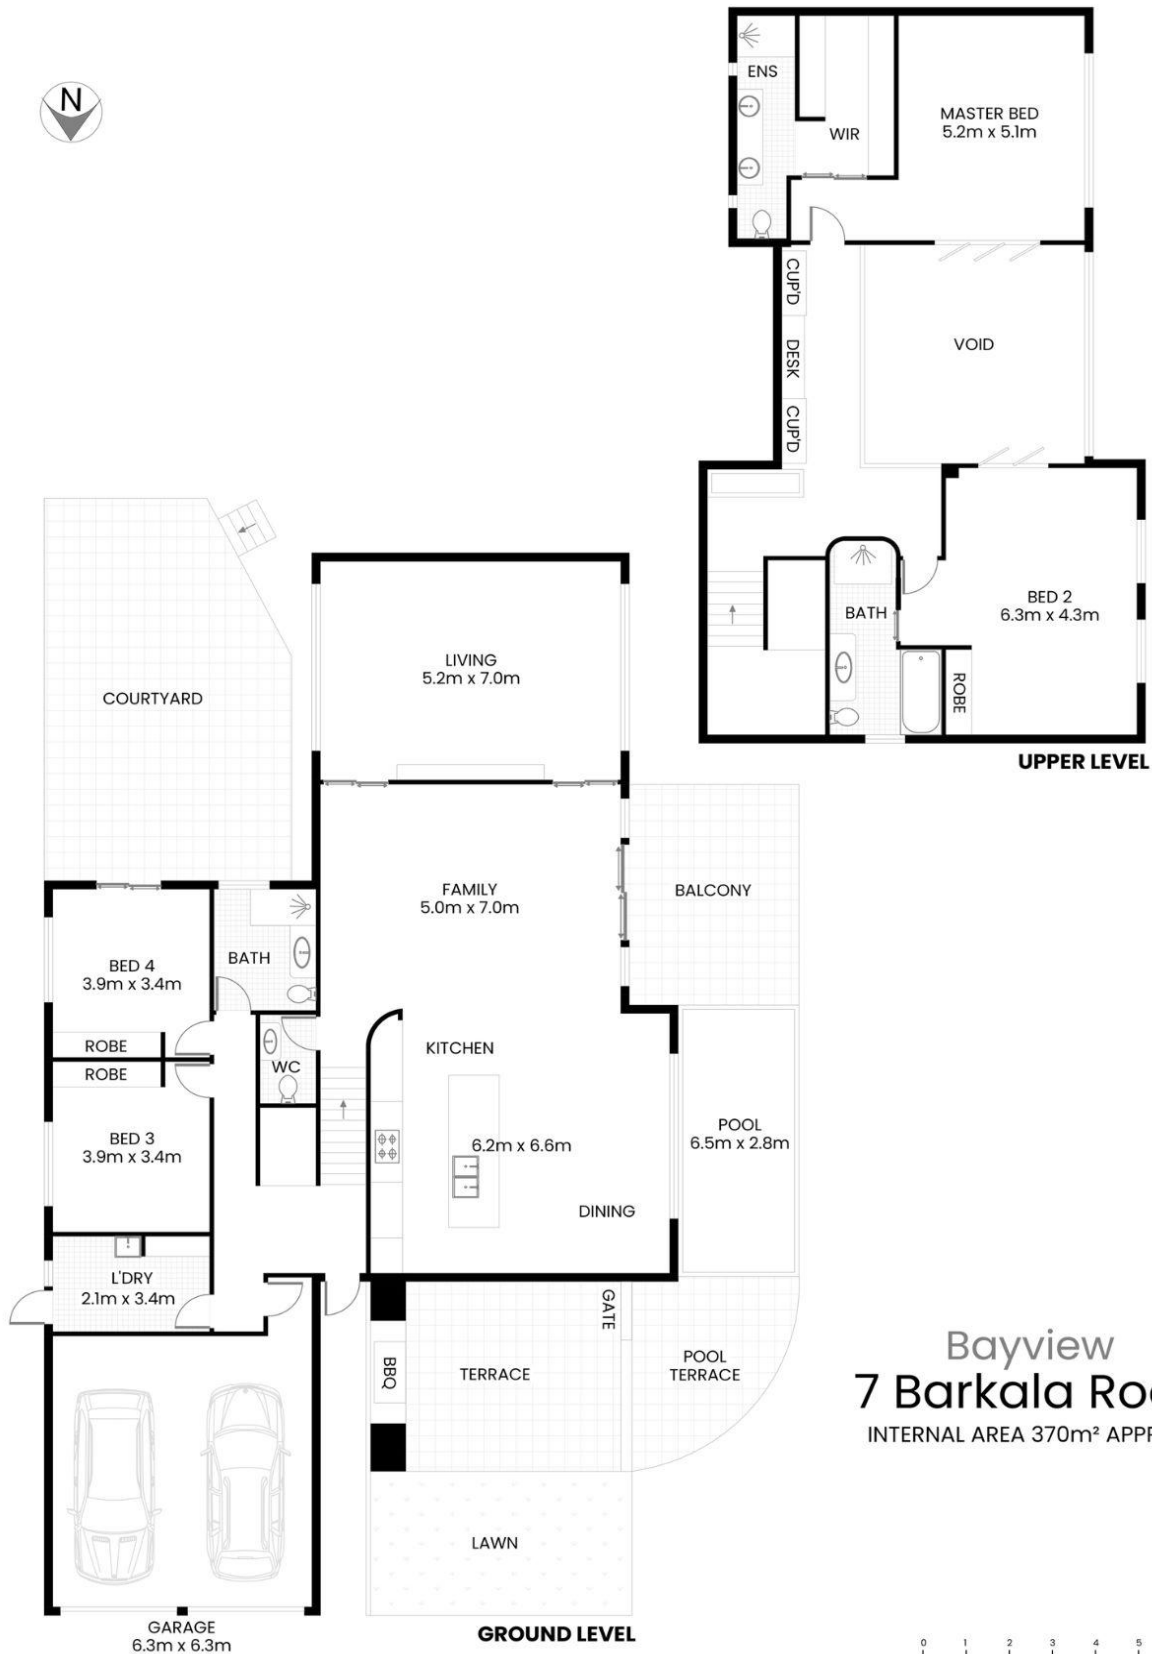 N
ENS
WIR
MASTER BED
5.2m x 5.1m
CUP'D
DESK
CUP'D
VOID
BATH
BED 2
6.3m x 4.3m
ROBE
UPPER LEVEL
COURTYARD
LIVING
5.2m x 7.0m
FAMILY
5.0m x 7.0m
BALCONY
BED 4
3.9m x 3.4m
BATH
ROBE
ROBE
WC
KITCHEN
BED 3
3.9m x 3.4m
6.2m x 6.6m
POOL
6.5m x 2.8m
DINING
L'DRY
2.1m x 3.4m
GATE
BBQ
TERRACE
POOL
TERRACE
Bayview
7 Barkala Roa
INTERNAL AREA 370m² APPR
LAWN
GARAGE
6.3m x 6.3m
GROUND LEVEL
0 1 2 3 4 5